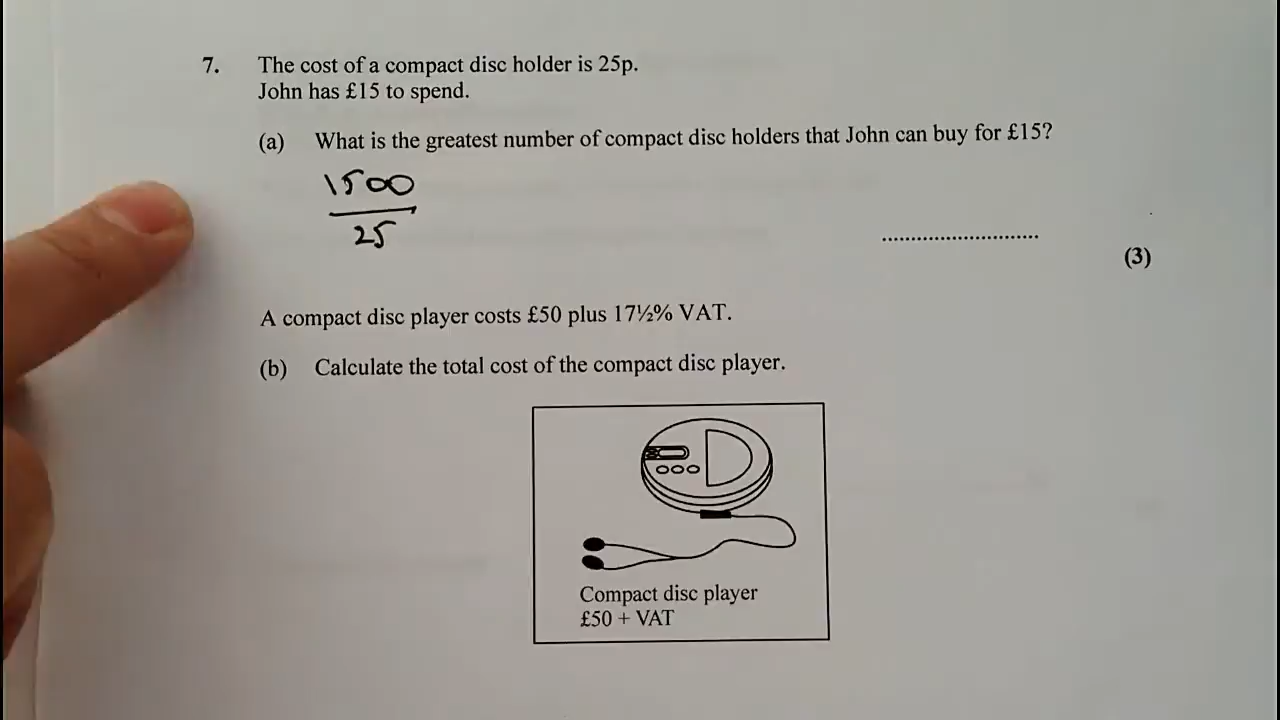 7. The cost of a compact disc holder is 25p.
John has £15 to spend.
(a) What is the greatest number of compact disc holders that John can buy for £15?
1500
25
...........................
(3)
A compact disc player costs £50 plus 17½% VAT.
(b) Calculate the total cost of the compact disc player.
Compact disc player
£50 + VAT